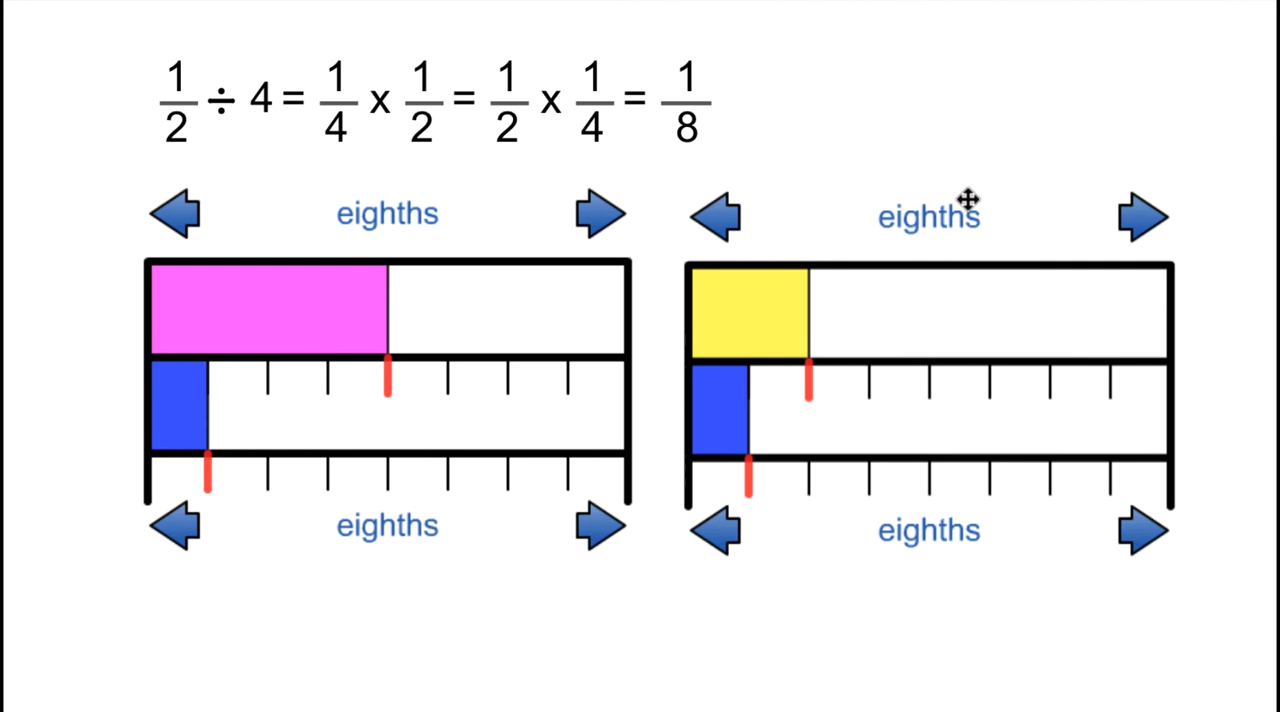 1/2 ÷ 4 = 1/4 x 1/2 = 1/2 x 1/4 = 1/8
eighths eighths
eighths eighths